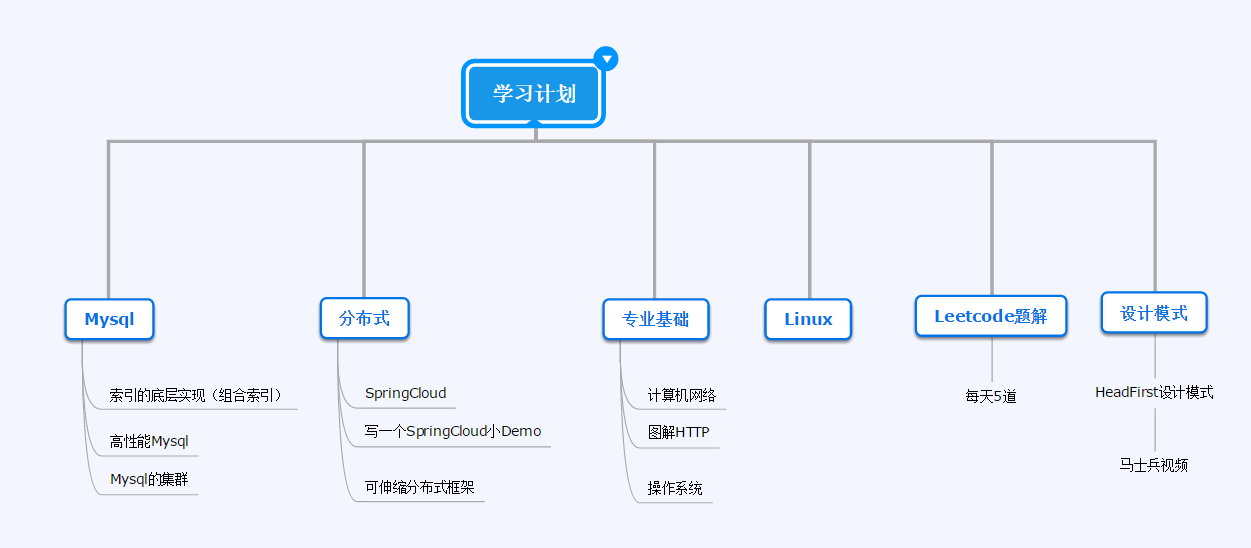 学习计划
Mysql
索引的底层实现（组合索引）
高性能Mysql
Mysql的集群
分布式
SpringCloud
写一个SpringCloud小Demo
可伸缩分布式框架
专业基础
计算机网络
图解HTTP
操作系统
Linux
Leetcode题解
每天5道
设计模式
HeadFirst设计模式
马士兵视频